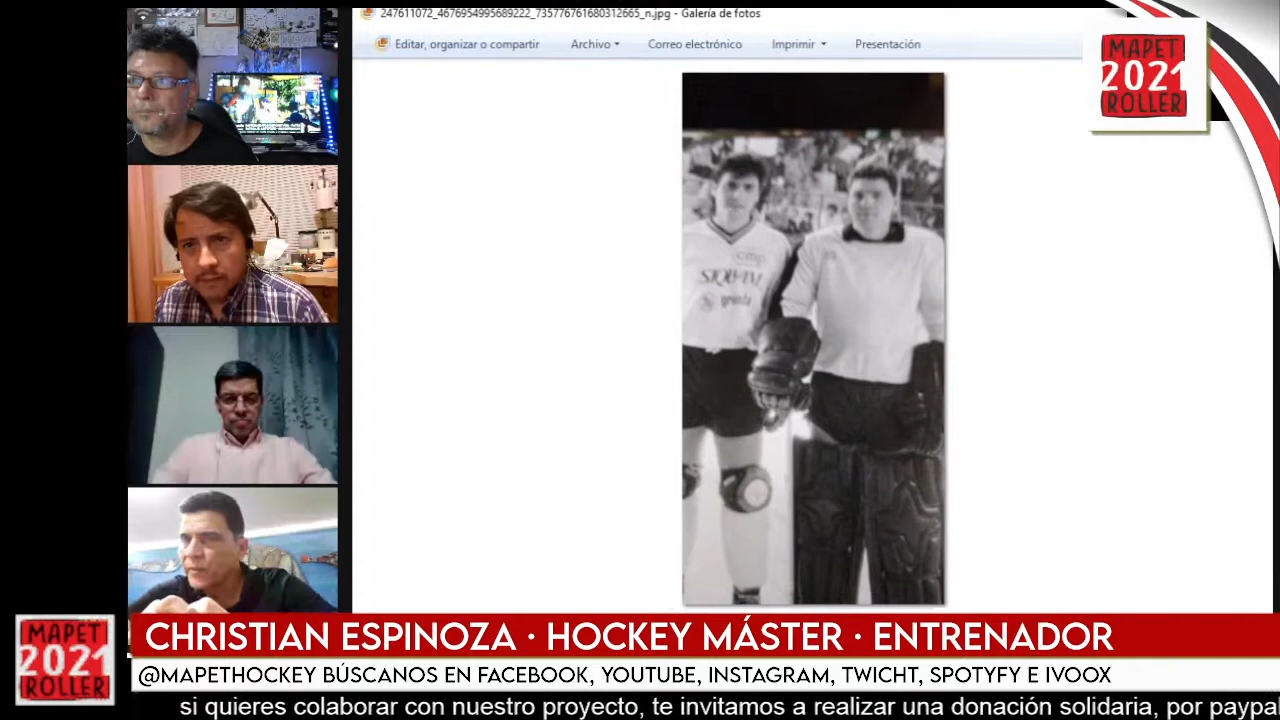 247611072_4676954995689222_735776761680312665_n.jpg - Galería de fotos
Editar, organizar o compartir Archivo Correo electrónico Imprimir Presentación
MAPET
2021
ROLLER
cmp
SIQUIM
MAPET
2021
ROLLER
CHRISTIAN ESPINOZA · HOCKEY MÁSTER · ENTRENADOR
@MAPETHOCKEY BÚSCANOS EN FACEBOOK, YOUTUBE, INSTAGRAM, TWICHT, SPOTYFY E IVOOX
si quieres colaborar con nuestro proyecto, te invitamos a realizar una donación solidaria, por paypa